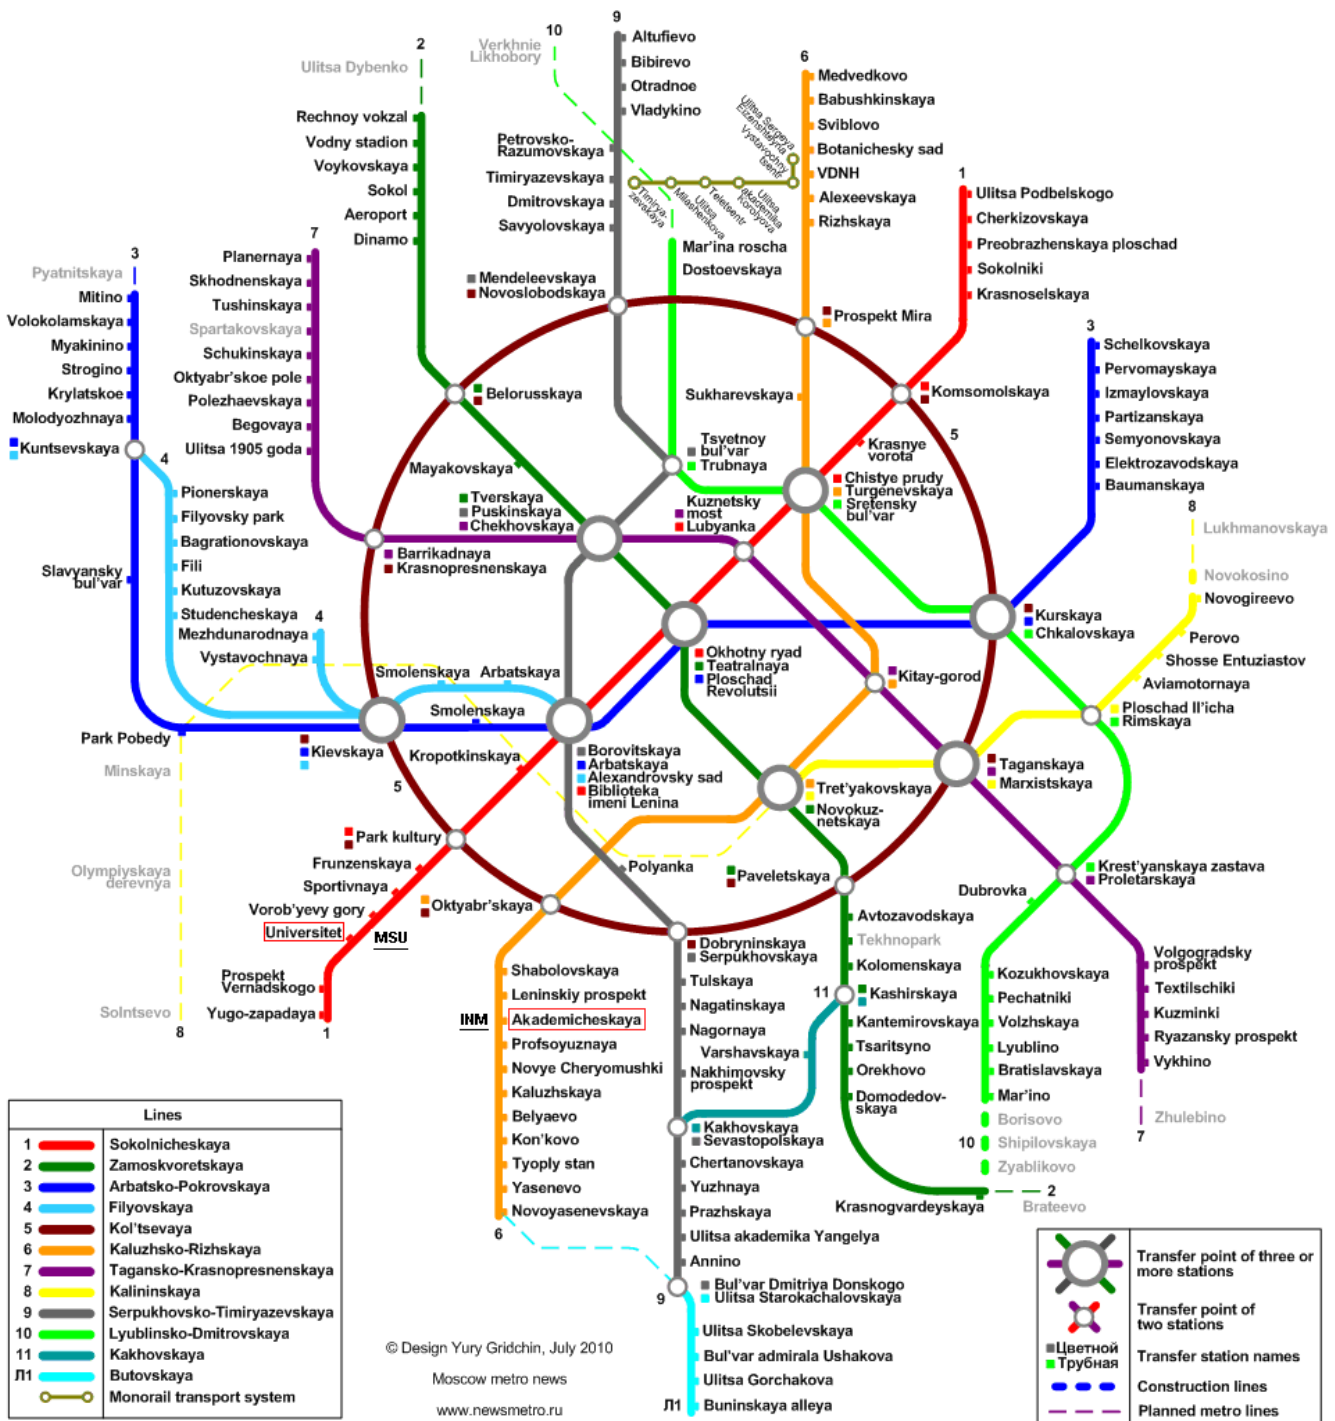 9
Altufievo
Bibirevo
Otradnoe
Vladykino
Petrovsko-
Razumovskaya
Timiryazevskaya
Dmitrovskaya
Savyolovskaya
Mendeleevskaya
Novoslobodskaya
10
Verkhnie
Likhobory
2
Ulitsa Dybenko
Rechnoy vokzal
Vodny stadion
Voykovskaya
Sokol
Aeroport
Dinamo
6
Medvedkovo
Babushkinskaya
Sviblovo
Botanichesky sad
VDNH
Alexeevskaya
Rizhskaya
Prospekt Mira
Ulitsa Sergeya
Eizenshteyna
Vystavochny
tsentr
Ulitsa
akademika
Korolyova
Teletsentr
Ulitsa
Milashenkova
Timirya-
zevskaya
Mar'ina roscha
Dostoevskaya
1
Ulitsa Podbelskogo
Cherkizovskaya
Preobrazhenskaya ploschad
Sokolniki
Krasnoselskaya
Komsomolskaya
5
Krasnye
vorota
3
Pyatnitskaya
Mitino
Volokolamskaya
Myakinino
Strogino
Krylatskoe
Molodyozhnaya
Kuntsevskaya
4
7
Planernaya
Skhodnenskaya
Tushinskaya
Spartakovskaya
Schukinskaya
Oktyabr'skoe pole
Polezhaevskaya
Begovaya
Ulitsa 1905 goda
Barrikadnaya
Krasnopresnenskaya
Belorusskaya
Mayakovskaya
Tverskaya
Puskinskaya
Chekhovskaya
Sukharevskaya
Tsvetnoy
bul'var
Trubnaya
Kuznetsky
most
Lubyanka
Chistye prudy
Turgenevskaya
Sretensky
bul'var
3
Schelkovskaya
Pervomayskaya
Izmaylovskaya
Partizanskaya
Semyonovskaya
Elektrozavodskaya
Baumanskaya
8
Lukhmanovskaya
Novokosino
Novogireevo
Perovo
Shosse Entuziastov
Aviamotornaya
Ploschad Il'icha
Rimskaya
Kurskaya
Chkalovskaya
Pionerskaya
Filyovsky park
Bagrationovskaya
Fili
Kutuzovskaya
Studencheskaya
Slavyansky
bul'var
4
Mezhdunarodnaya
Vystavochnaya
Smolenskaya
Arbatskaya
Smolenskaya
Okhotny ryad
Teatralnaya
Ploschad
Revolutsii
Kitay-gorod
Park Pobedy
Kievskaya
Minskaya
Olympiyskaya
derevnya
Solntsevo
8
5
Kropotkinskaya
Borovitskaya
Arbatskaya
Alexandrovsky sad
Biblioteka
imeni Lenina
Tret'yakovskaya
Novokuz-
netskaya
Taganskaya
Marxistskaya
Park kultury
Frunzenskaya
Sportivnaya
Vorob'yevy gory
Universitet
MSU
Prospekt
Vernadskogo
Yugo-zapadaya
1
Oktyabr'skaya
Polyanka
Paveletskaya
Dobryninskaya
Serpukhovskaya
Shabolovskaya
Leninskiy prospekt
INM
Akademicheskaya
Profsoyuznaya
Novye Cheryomushki
Kaluzhskaya
Belyaevo
Kon'kovo
Tyoply stan
Yasenevo
Novoyasenevskaya
6
Tulskaya
Nagatinskaya
Nagornaya
Varshavskaya
Nakhimovsky
prospekt
Kakhovskaya
Sevastopolskaya
Chertanovskaya
Yuzhnaya
Prazhskaya
Ulitsa akademika Yangelya
Annino
Bul'var Dmitriya Donskogo
Ulitsa Starokachalovskaya
9
Ulitsa Skobelevskaya
Bul'var admirala Ushakova
Ulitsa Gorchakova
Buninskaya alleya
Л1
Avtozavodskaya
Tekhnopark
Kolomenskaya
11
Kashirskaya
Kantemirovskaya
Tsaritsyno
Orekhovo
Domodedov-
skaya
Krasnogvardeyskaya
2
Brateevo
Krest'yanskaya zastava
Proletarskaya
Dubrovka
Kozukhovskaya
Pechatniki
Volzhskaya
Lyublino
Bratislavskaya
Mar'ino
Borisovo
10
Shipilovskaya
Zyablikovo
Volgogradsky
prospekt
Textilschiki
Kuzminki
Ryazansky prospekt
Vykhino
Zhulebino
7
Lines
1 Sokolnicheskaya
2 Zamoskvoretskaya
3 Arbatsko-Pokrovskaya
4 Filyovskaya
5 Kol'tsevaya
6 Kaluzhsko-Rizhskaya
7 Tagansko-Krasnopresnenskaya
8 Kalininskaya
9 Serpukhovsko-Timiryazevskaya
10 Lyublinsko-Dmitrovskaya
11 Kakhovskaya
Л1 Butovskaya
Monorail transport system
© Design Yury Gridchin, July 2010
Moscow metro news
www.newsmetro.ru
Transfer point of three or
more stations
Transfer point of
two stations
Цветной
Трубная
Transfer station names
Construction lines
Planned metro lines